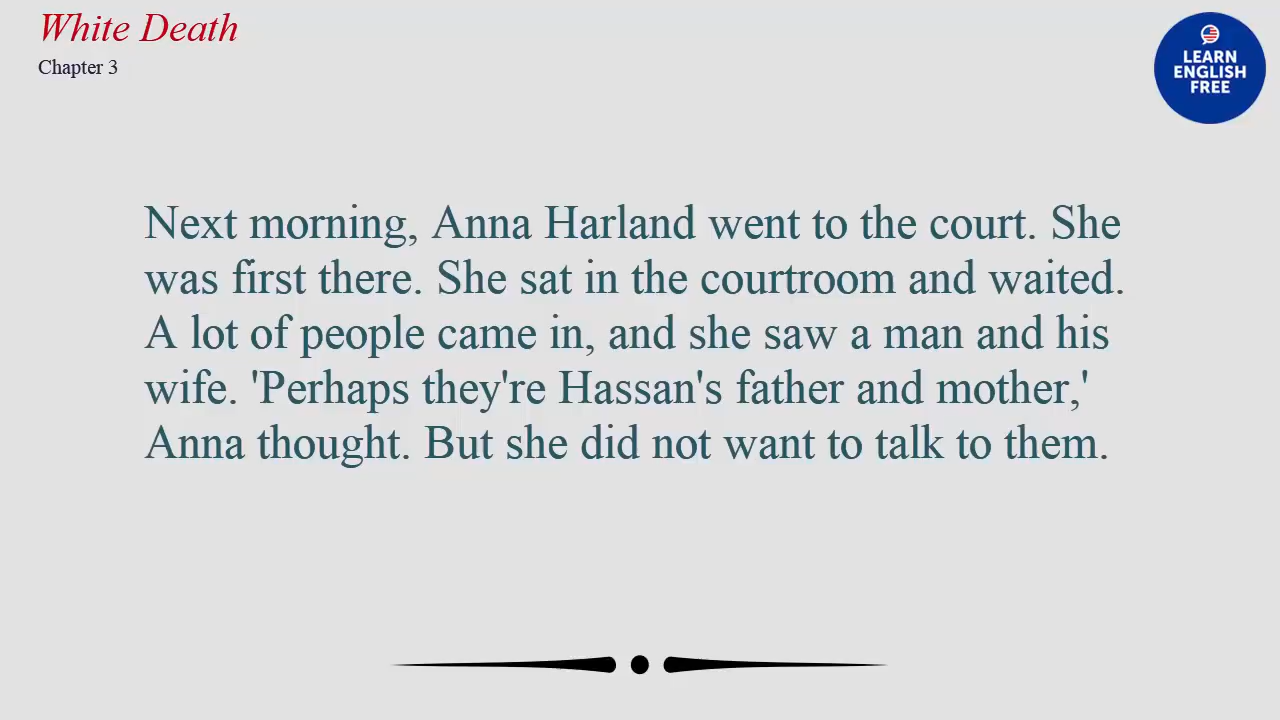 White Death
Chapter 3
LEARN
ENGLISH
FREE
Next morning, Anna Harland went to the court. She
was first there. She sat in the courtroom and waited.
A lot of people came in, and she saw a man and his
wife. 'Perhaps they're Hassan's father and mother,'
Anna thought. But she did not want to talk to them.